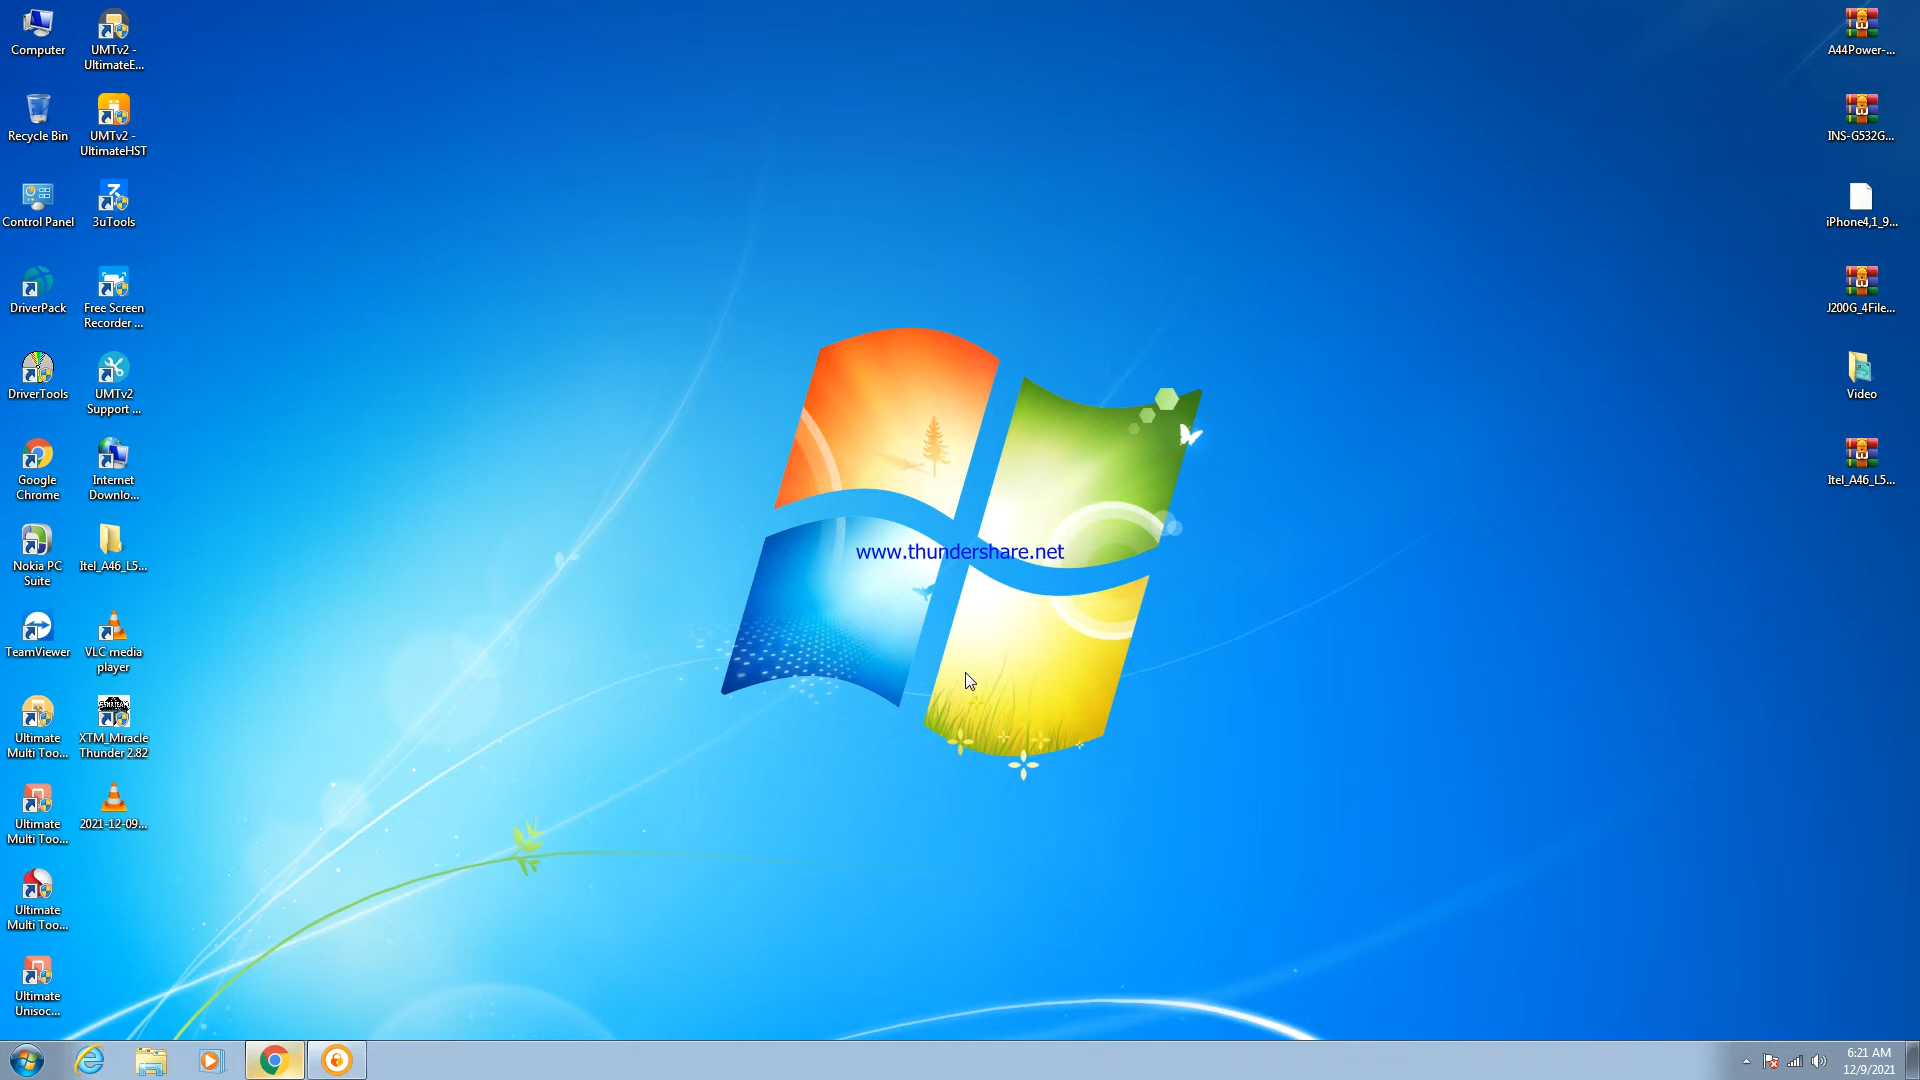 Computer
UMTv2 -
UltimateE...
Recycle Bin
UMTv2 -
UltimateHST
Control Panel
3uTools
DriverPack
Free Screen
Recorder ...
DriverTools
UMTv2
Support ...
Google
Chrome
Internet
Downlo...
Nokia PC
Suite
Itel_A46_L5...
TeamViewer
VLC media
player
Ultimate
Multi Too...
XTM_Miracle
Thunder 2.82
Ultimate
Multi Too...
2021-12-09...
Ultimate
Multi Too...
Ultimate
Unisoc...
www.thundershare.net
A44Power-...
INS-G532G...
iPhone4,1_9...
J200G_4File...
Video
Itel_A46_L5...
6:21 AM
12/9/2021